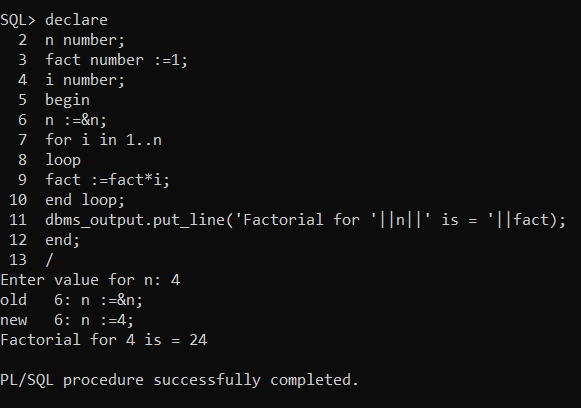 SQL> declare
  2  n number;
  3  fact number :=1;
  4  i number;
  5  begin
  6  n :=&n;
  7  for i in 1..n
  8  loop
  9  fact :=fact*i;
 10  end loop;
 11  dbms_output.put_line('Factorial for '||n||' is = '||fact);
 12  end;
 13  /
Enter value for n: 4
old   6: n :=&n;
new   6: n :=4;
Factorial for 4 is = 24

PL/SQL procedure successfully completed.